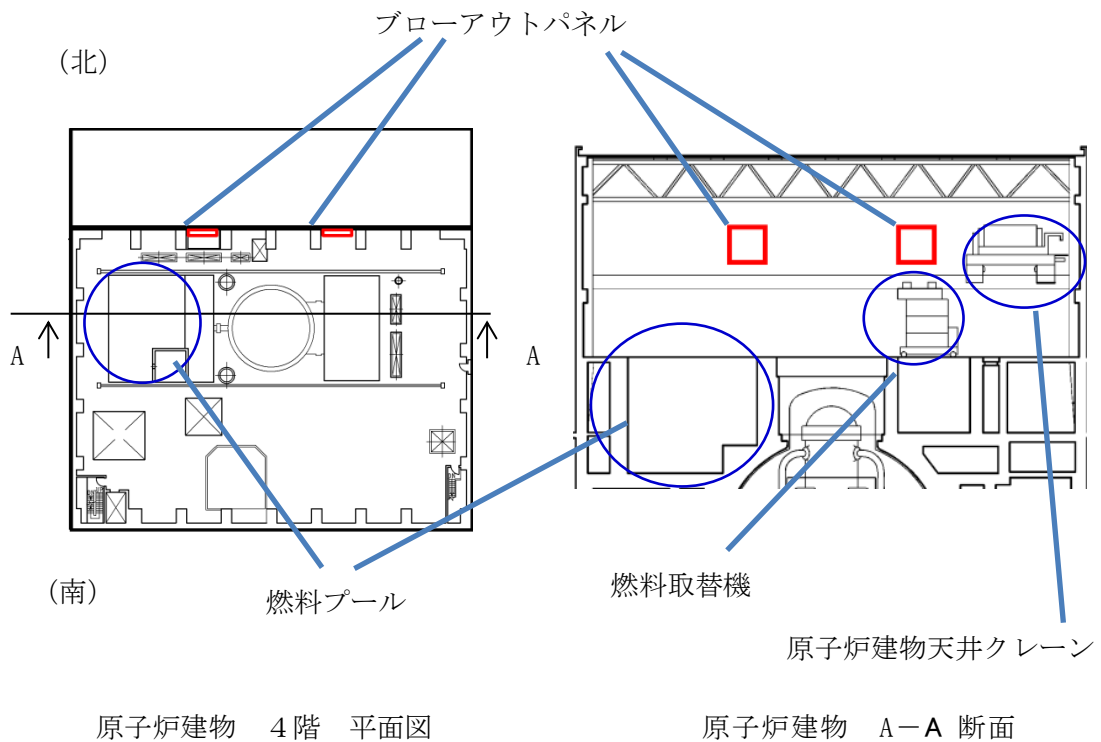 ブローアウトパネル
(北)
A
A
(南)
燃料プール
燃料取替機
原子炉建物天井クレーン
原子炉建物 4階 平面図
原子炉建物 A-A 断面